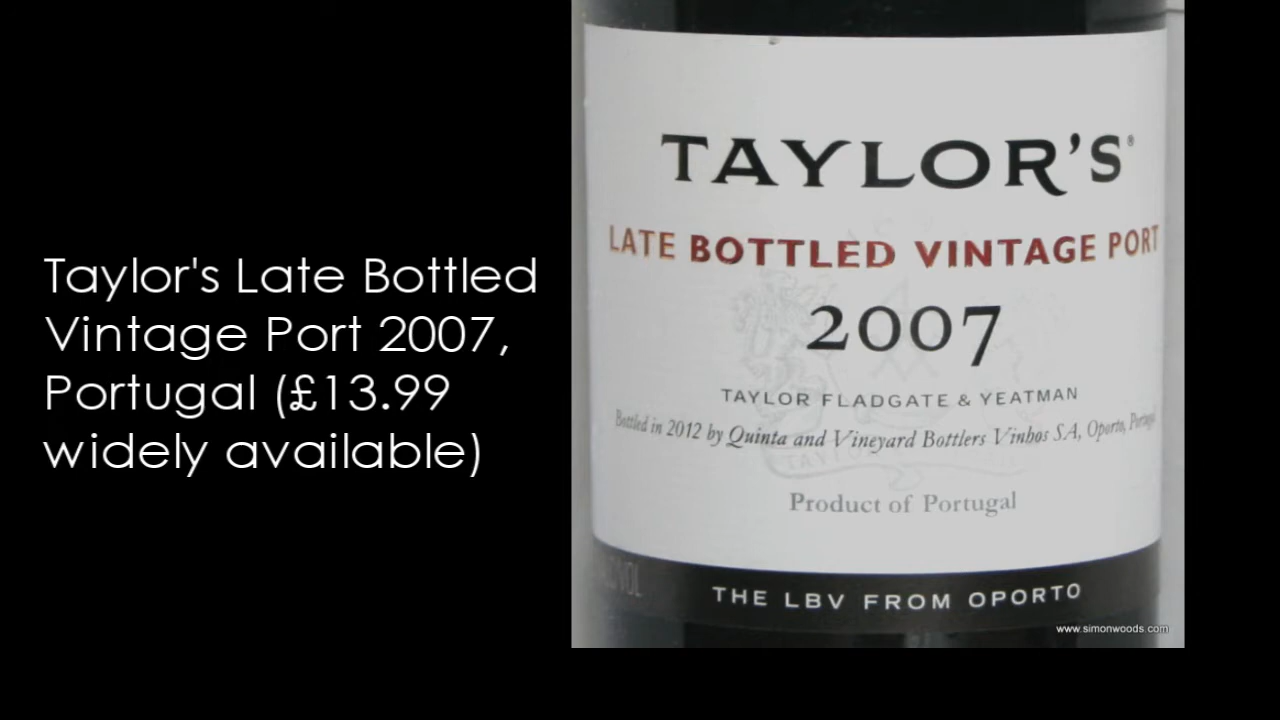 Taylor's Late Bottled
Vintage Port 2007,
Portugal (£13.99
widely available)
TAYLOR'S®
LATE BOTTLED VINTAGE PORT
2007
TAYLOR FLADGATE & YEATMAN
Bottled in 2012 by Quinta and Vineyard Bottlers Vinhos SA, Oporto, Portugal
Product of Portugal
THE LBV FROM OPORTO
www.simonwoods.com